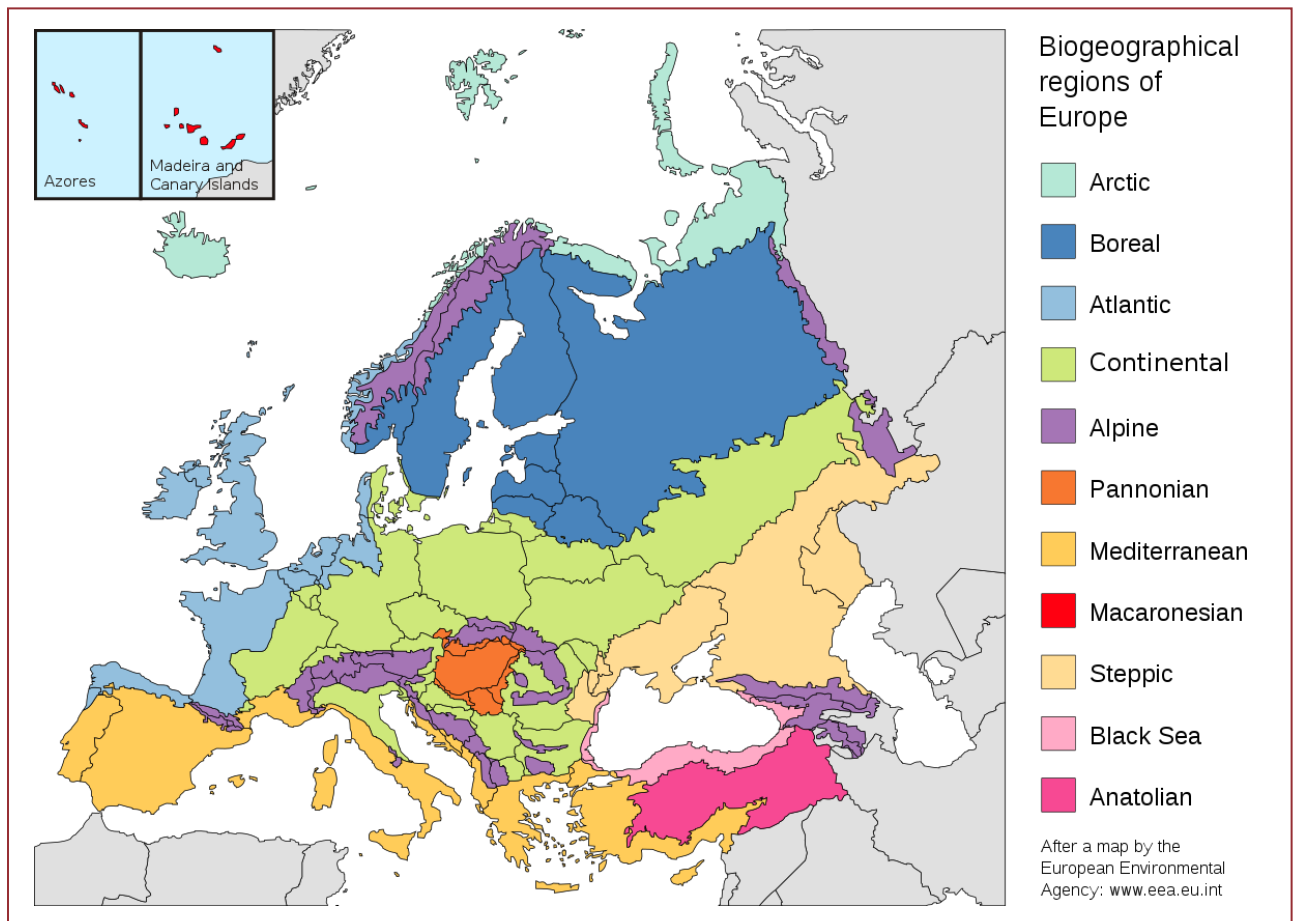 Azores
Madeira and
Canary Islands
Biogeographical
regions of
Europe
Arctic
Boreal
Atlantic
Continental
Alpine
Pannonian
Mediterranean
Macaronesian
Steppic
Black Sea
Anatolian
After a map by the
European Environmental
Agency: www.eea.eu.int